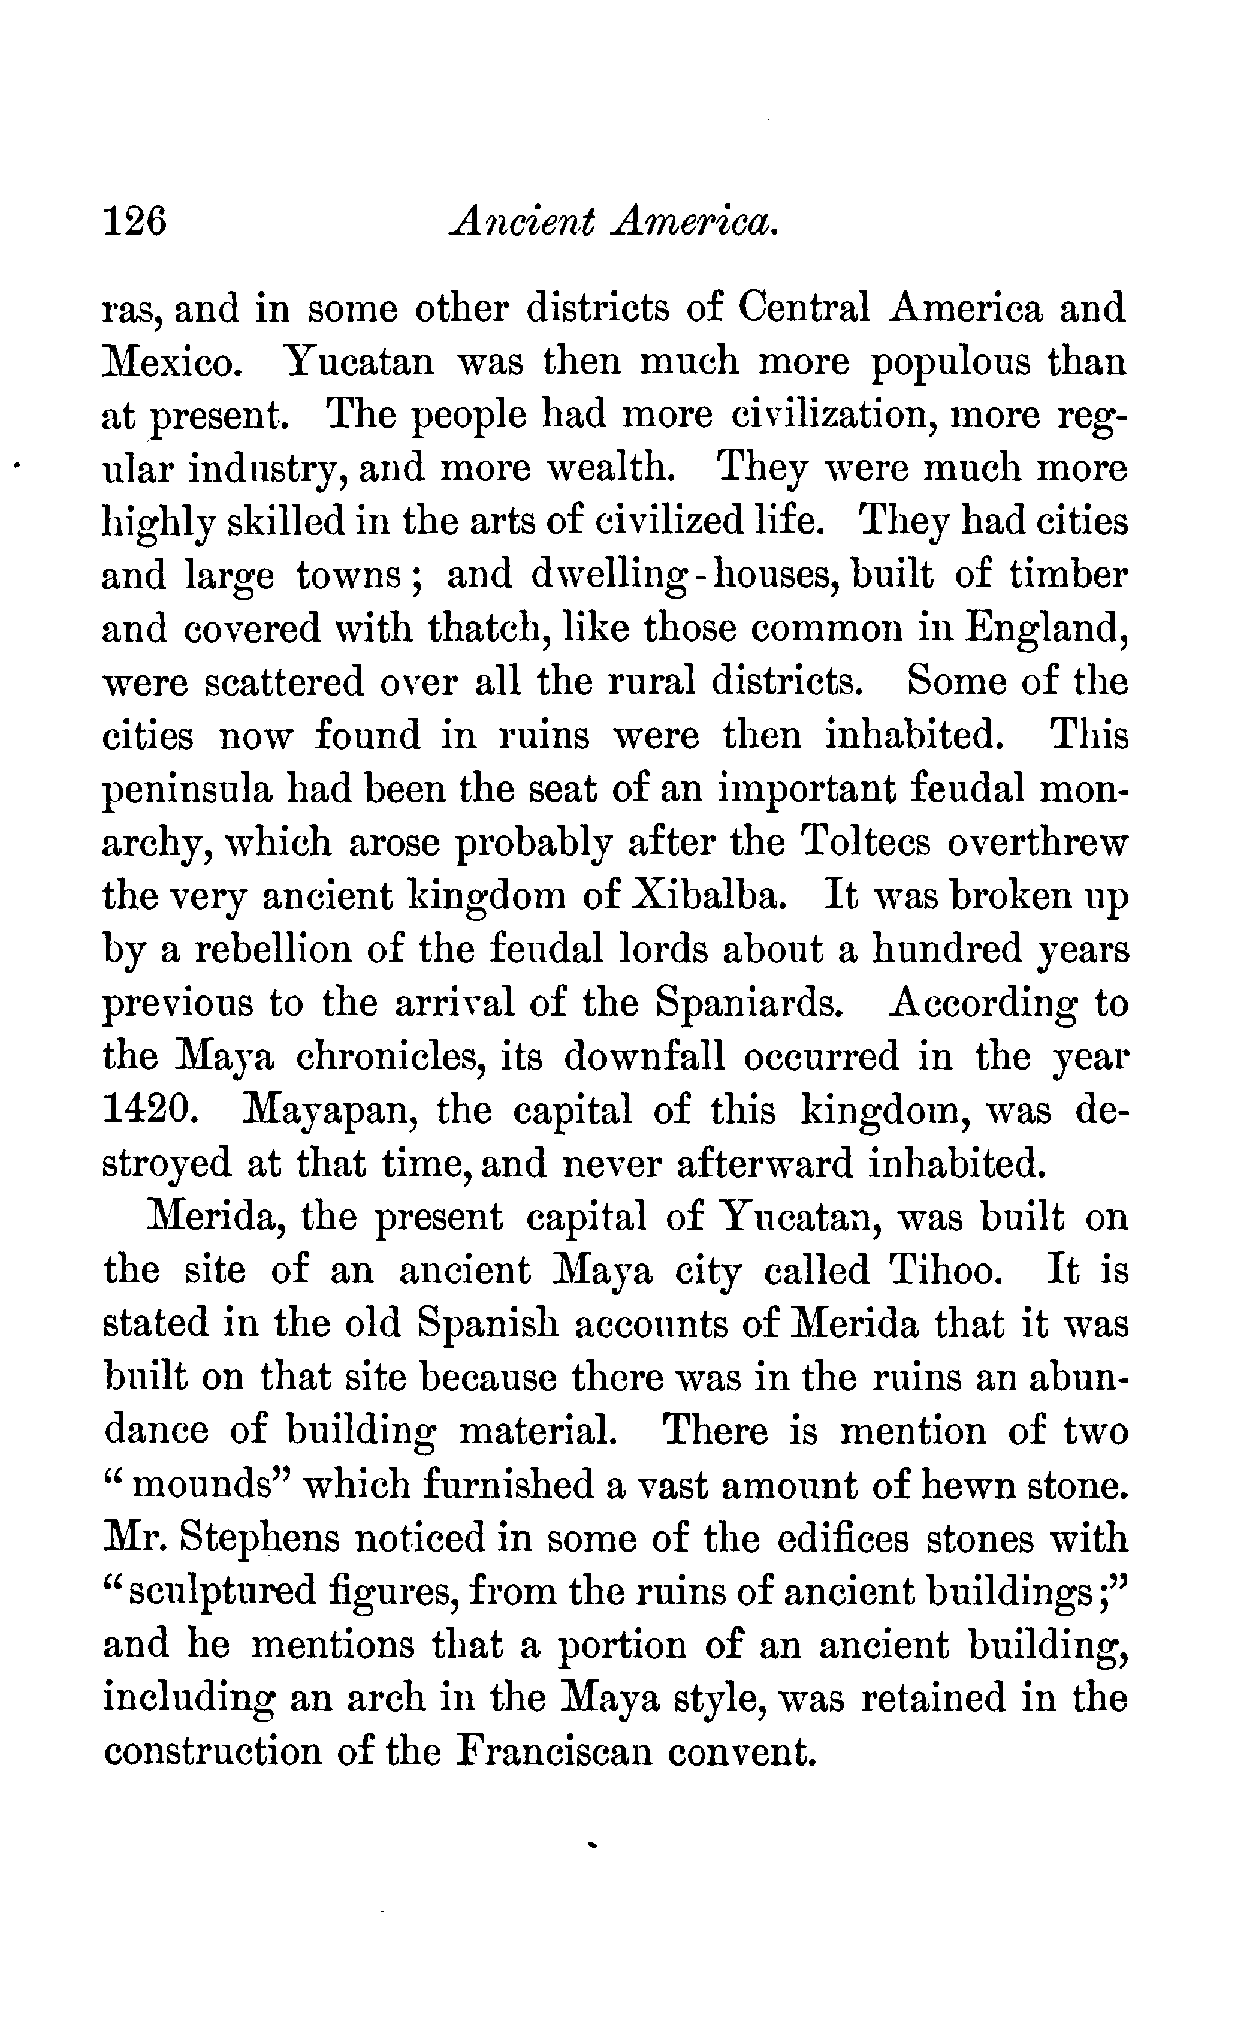 126 Ancient America.
ras, and in some other districts of Central America and
Mexico. Yucatan was then much more populous than
at present. The people had more civilization, more reg-
ular industry, and more wealth. They were much more
highly skilled in the arts of civilized life. They had cities
and large towns; and dwelling-houses, built of timber
and covered with thatch, like those common in England,
were scattered over all the rural districts. Some of the
cities now found in ruins were then inhabited. This
peninsula had been the seat of an important feudal mon-
archy, which arose probably after the Toltecs overthrew
the very ancient kingdom of Xibalba. It was broken up
by a rebellion of the feudal lords about a hundred years
previous to the arrival of the Spaniards. According to
the Maya chronicles, its downfall occurred in the year
1420. Mayapan, the capital of this kingdom, was de-
stroyed at that time, and never afterward inhabited.
Merida, the present capital of Yucatan, was built on
the site of an ancient Maya city called Tihoo. It is
stated in the old Spanish accounts of Merida that it was
built on that site because there was in the ruins an abun-
dance of building material. There is mention of two
“mounds” which furnished a vast amount of hewn stone.
Mr. Stephens noticed in some of the edifices stones with
“sculptured figures, from the ruins of ancient buildings;”
and he mentions that a portion of an ancient building,
including an arch in the Maya style, was retained in the
construction of the Franciscan convent.